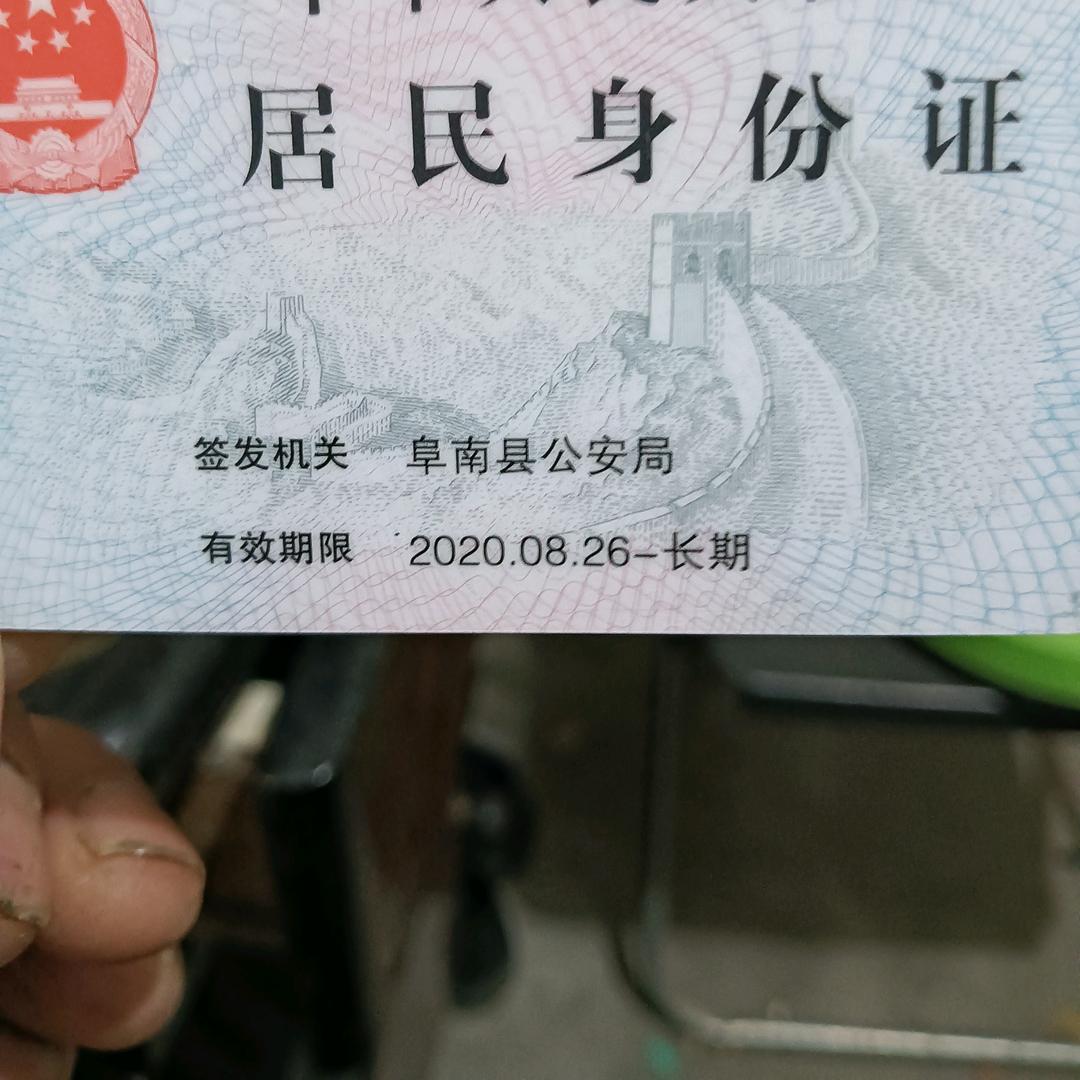 居民身份证
签发机关 阜南县公安局
有效期限 2020.08.26-长期